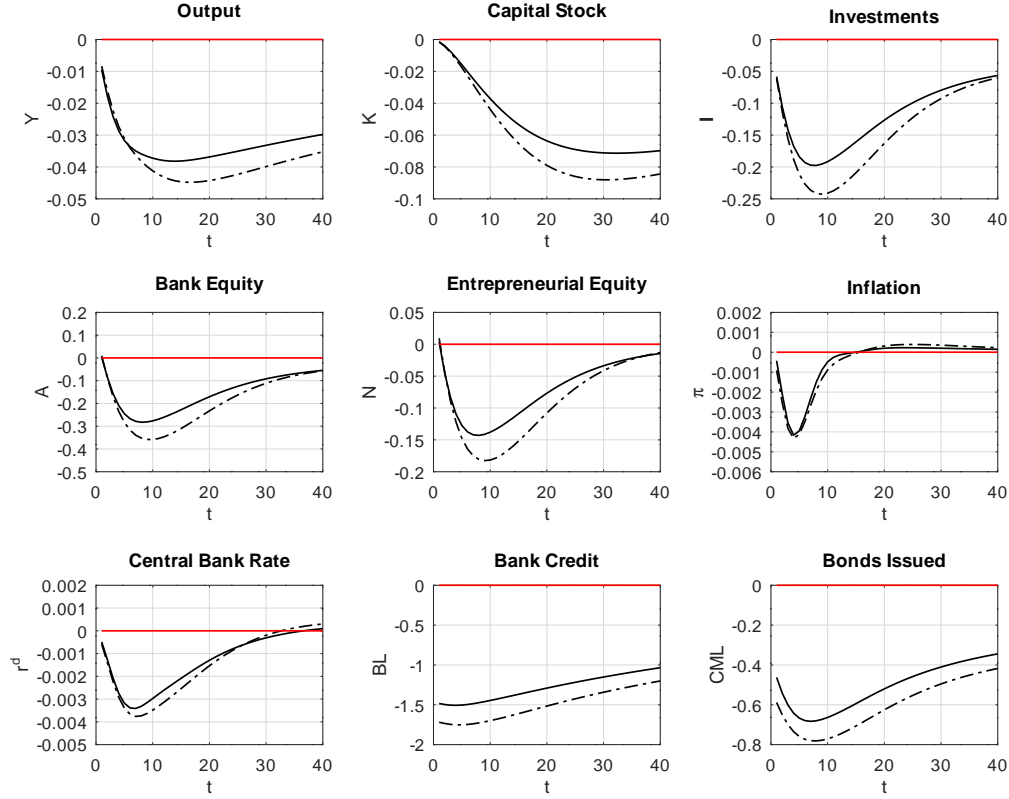 Output
0
-0.01
-0.02
-0.03
-0.04
-0.05
Y
0 10 20 30 40
t
Capital Stock
0
-0.02
-0.04
-0.06
-0.08
-0.1
K
0 10 20 30 40
t
Investments
0
-0.05
-0.1
-0.15
-0.2
-0.25
I
0 10 20 30 40
t
Bank Equity
0.2
0.1
0
-0.1
-0.2
-0.3
-0.4
-0.5
A
0 10 20 30 40
t
Entrepreneurial Equity
0.05
0
-0.05
-0.1
-0.15
-0.2
N
0 10 20 30 40
t
Inflation
0.002
0.001
0
-0.001
-0.002
-0.003
-0.004
-0.005
-0.006
π
0 10 20 30 40
t
Central Bank Rate
0.002
0.001
0
-0.001
-0.002
-0.003
-0.004
-0.005
r^d
0 10 20 30 40
t
Bank Credit
0
-0.5
-1
-1.5
-2
BL
0 10 20 30 40
t
Bonds Issued
0
-0.2
-0.4
-0.6
-0.8
CML
0 10 20 30 40
t